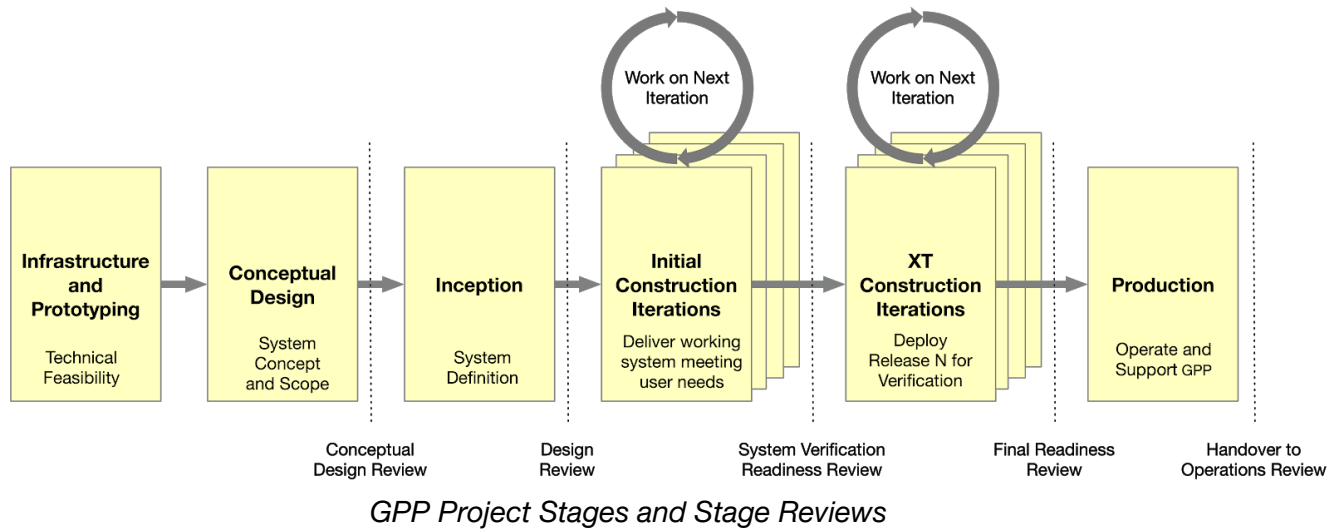 Work on Next
Iteration
Work on Next
Iteration
Infrastructure
and
Prototyping
Technical
Feasibility
Conceptual
Design
System
Concept
and Scope
Inception
System
Definition
Initial
Construction
Iterations
Deliver working
system meeting
user needs
XT
Construction
Iterations
Deploy
Release N for
Verification
Production
Operate and
Support GPP
Conceptual
Design Review
Design
Review
System Verification
Readiness Review
Final Readiness
Review
Handover to
Operations Review
GPP Project Stages and Stage Reviews